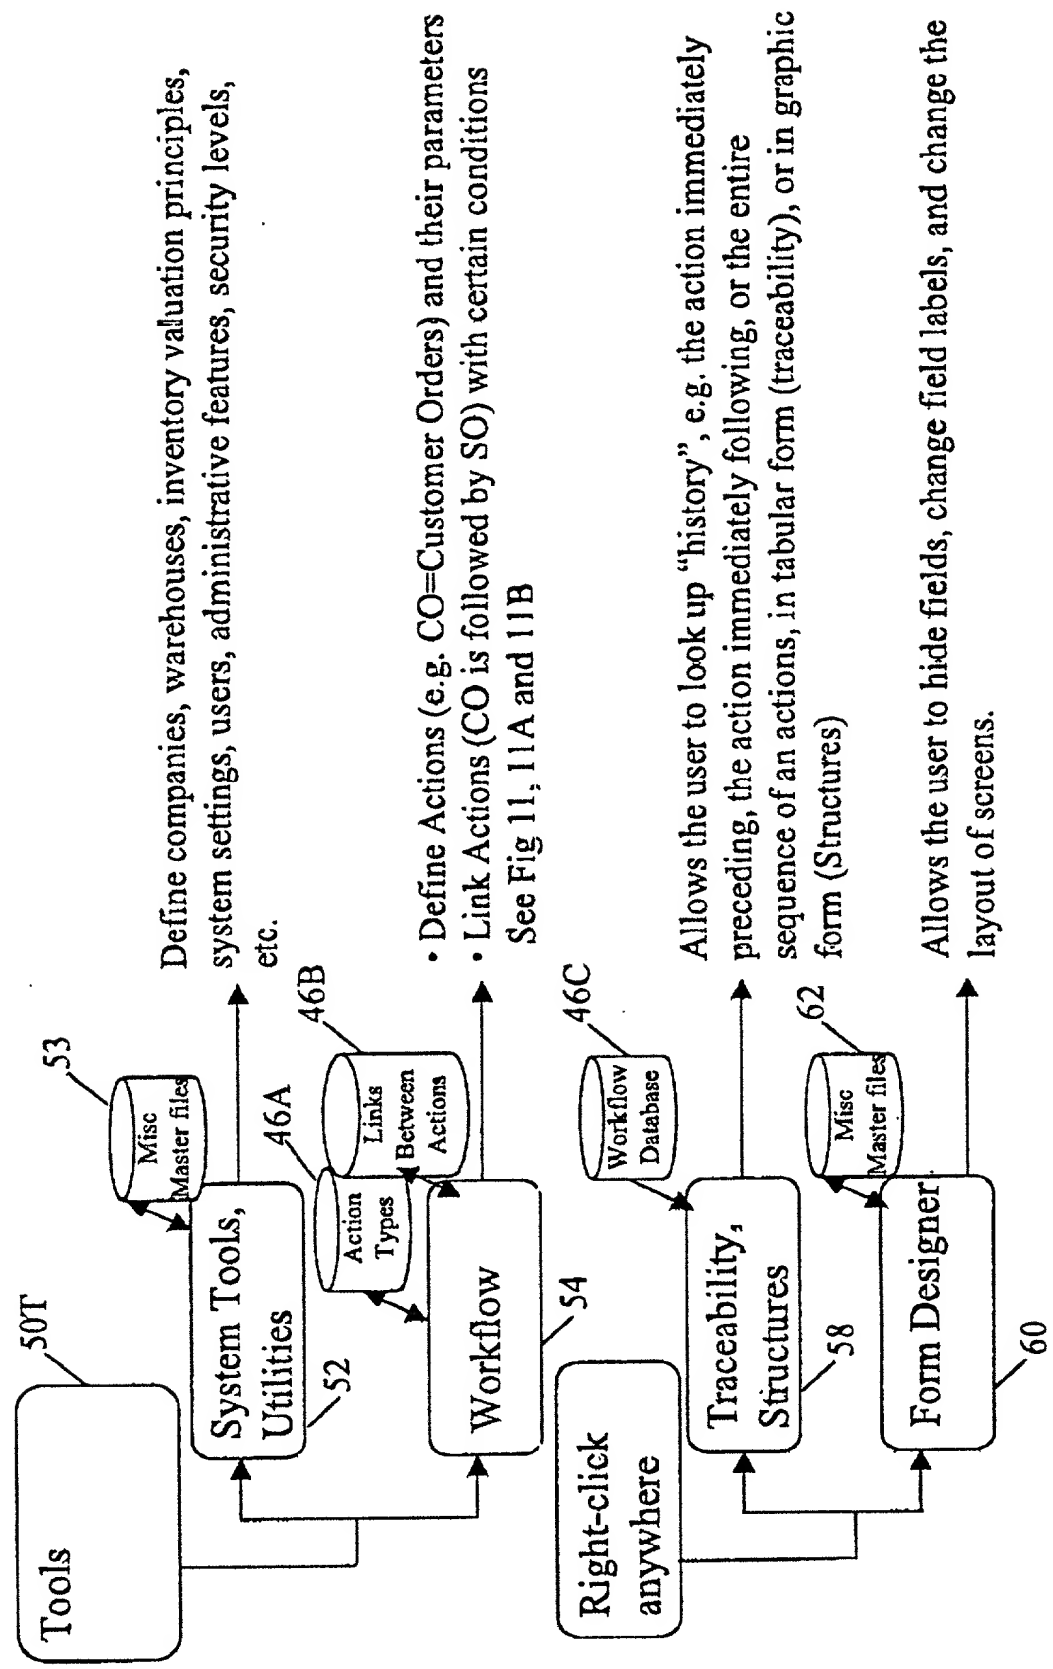 50T
Tools
53
Misc
Master files
System Tools,
Utilities
52
Define companies, warehouses, inventory valuation principles,
system settings, users, administrative features, security levels,
etc.
46A
Action
Types
46B
Links
Between
Actions
Workflow
54
• Define Actions (e.g. CO=Customer Orders) and their parameters
• Link Actions (CO is followed by SO) with certain conditions
See Fig 11, 11A and 11B
Right-click
anywhere
46C
Workflow
Database
Traceability,
Structures
58
Allows the user to look up “history”, e.g. the action immediately
preceding, the action immediately following, or the entire
sequence of an actions, in tabular form (traceability), or in graphic
form (Structures)
62
Misc
Master files
Form Designer
60
Allows the user to hide fields, change field labels, and change the
layout of screens.